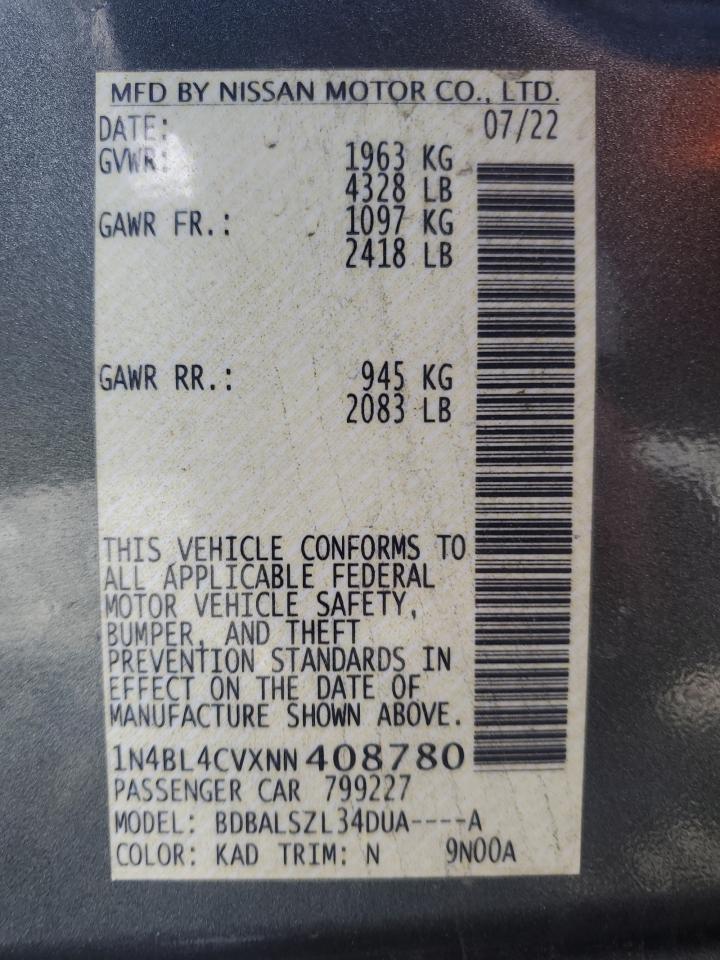 MFD BY NISSAN MOTOR CO., LTD.
DATE: 07/22
GVWR: 1963 KG
4328 LB
GAWR FR.: 1097 KG
2418 LB
GAWR RR.: 945 KG
2083 LB
THIS VEHICLE CONFORMS TO
ALL APPLICABLE FEDERAL
MOTOR VEHICLE SAFETY,
BUMPER, AND THEFT
PREVENTION STANDARDS IN
EFFECT ON THE DATE OF
MANUFACTURE SHOWN ABOVE.
1N4BL4CVXNN408780
PASSENGER CAR 799227
MODEL: BDBALSZL34DUA----A
COLOR: KAD TRIM: N 9N00A